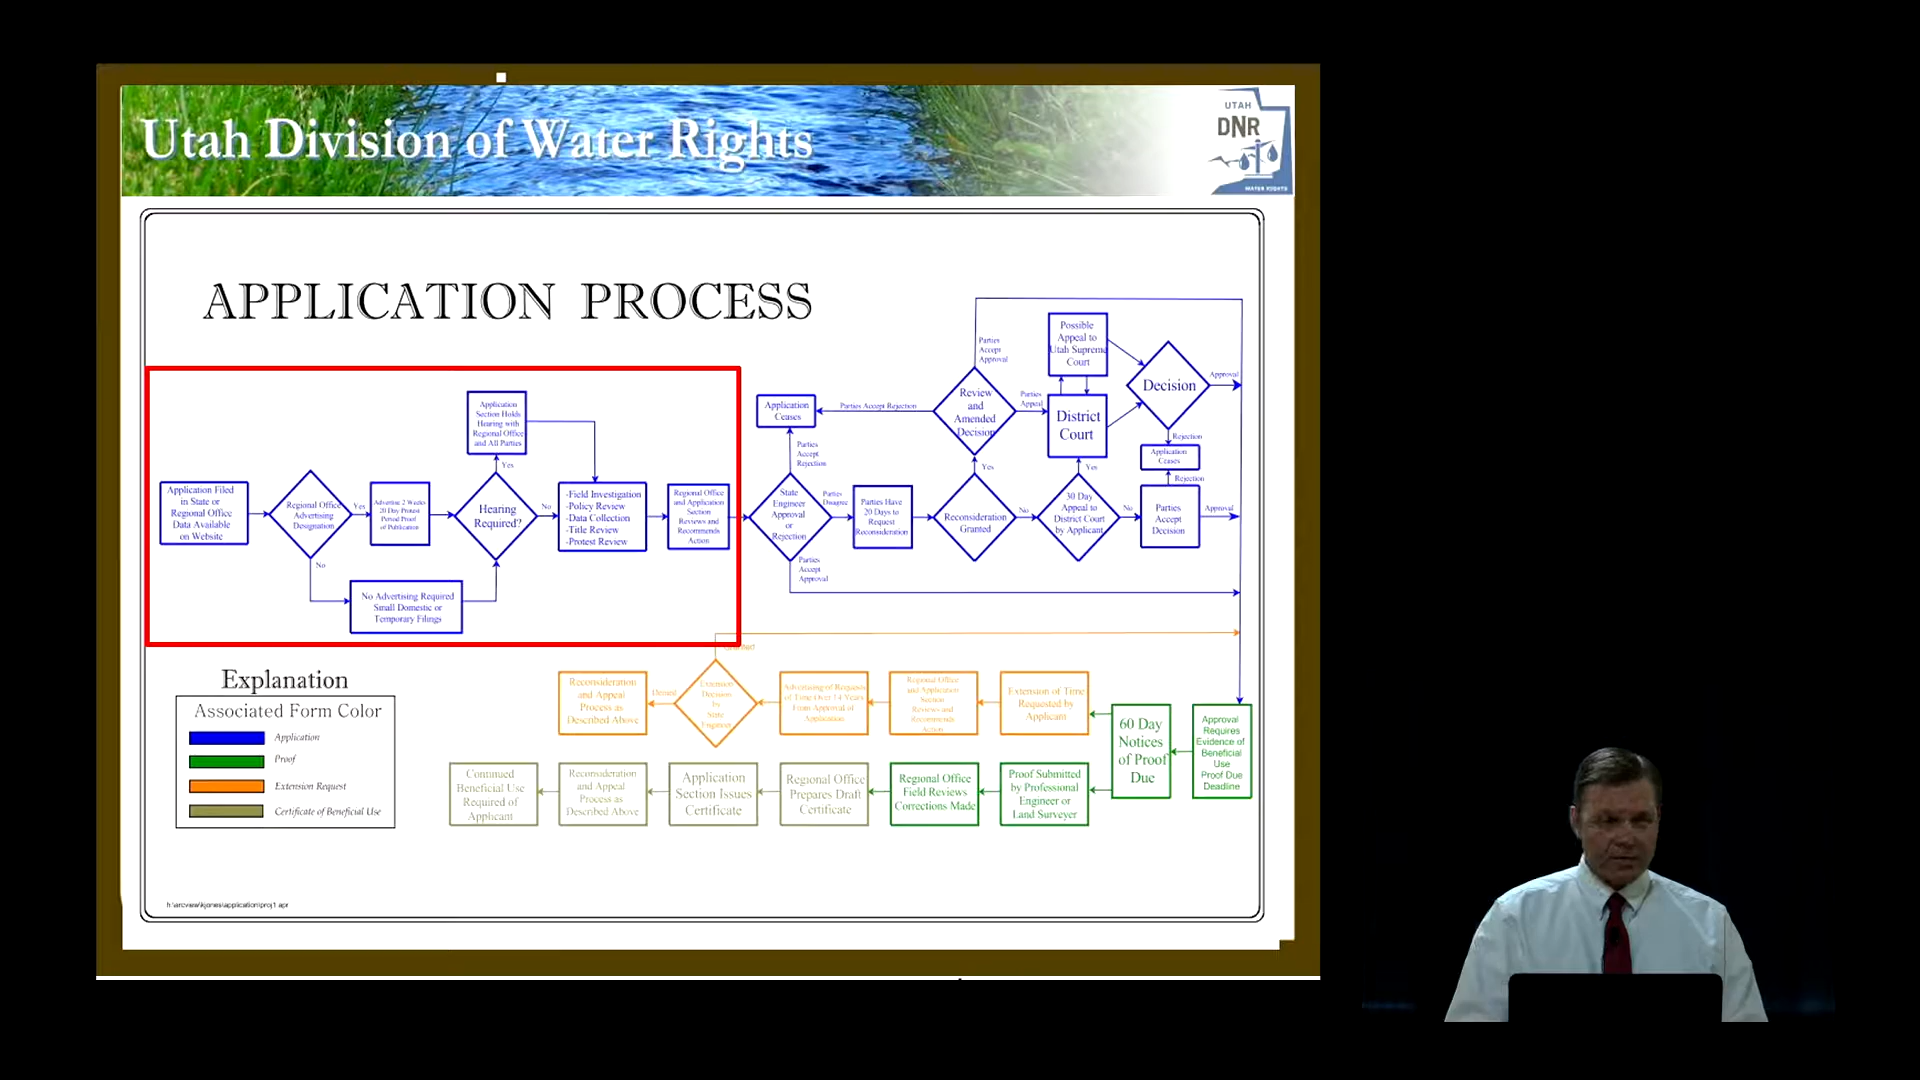 Utah Division of Water Rights
UTAH
DNR
WATER RIGHTS
APPLICATION PROCESS
Application Filed
in State or
Regional Office
Data Available
on Website
Regional Office
Advertising
Designation
Yes
No
Advertise 2 Weeks
20 Day Protest
Period Proof
of Publication
No Advertising Required
Small Domestic or
Temporary Filings
Hearing
Required?
Yes
No
Application
Section Holds
Hearing with
Regional Office
and All Parties
-Field Investigation
-Policy Review
-Data Collection
-Title Review
-Protest Review
Regional Office
and Application
Section
Reviews and
Recommends
Action
State
Engineer
Approval
or
Rejection
Parties
Accept
Rejection
Application
Ceases
Parties
Disagree
Parties
Accept
Approval
Parties Have
20 Days to
Request
Reconsideration
Reconsideration
Granted
Yes
No
Parties Accept Rejection
Review
and
Amended
Decision
Parties
Accept
Approval
Parties
Appeal
30 Day
Appeal to
District Court
by Applicant
Yes
No
District
Court
Possible
Appeal to
Utah Supreme
Court
Decision
Approval
Rejection
Application
Ceases
Rejection
Parties
Accept
Decision
Approval
Reconsideration
and Appeal
Process as
Described Above
Denied
Extension
Decision
by
State
Engineer
Advertising of Requests
of Time Over 14 Years
From Approval of
Application
Regional Office
and Application
Section
Reviews and
Recommends
Action
Extension of Time
Requested by
Applicant
60 Day
Notices
of Proof
Due
Approval
Requires
Evidence of
Beneficial
Use
Proof Due
Deadline
Continued
Beneficial Use
Required of
Applicant
Reconsideration
and Appeal
Process as
Described Above
Application
Section Issues
Certificate
Regional Office
Prepares Draft
Certificate
Regional Office
Field Reviews
Corrections Made
Proof Submitted
by Professional
Engineer or
Land Surveyer
Explanation
Associated Form Color
Application
Proof
Extension Request
Certificate of Beneficial Use
h:\arcview\kjones\application\proj1.apr